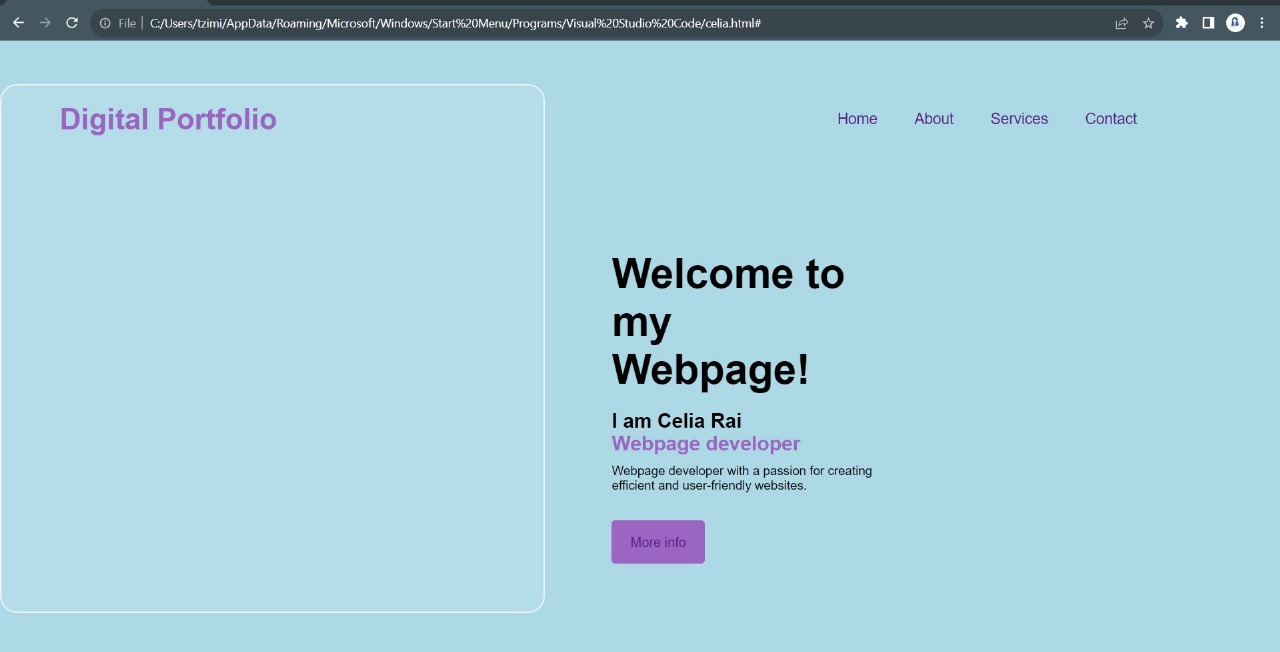 File | C:/Users/tzimi/AppData/Roaming/Microsoft/Windows/Start%20Menu/Programs/Visual%20Studio%20Code/celia.html#
Digital Portfolio
Home About Services Contact
Welcome to
my
Webpage!
I am Celia Rai
Webpage developer
Webpage developer with a passion for creating
efficient and user-friendly websites.
More info